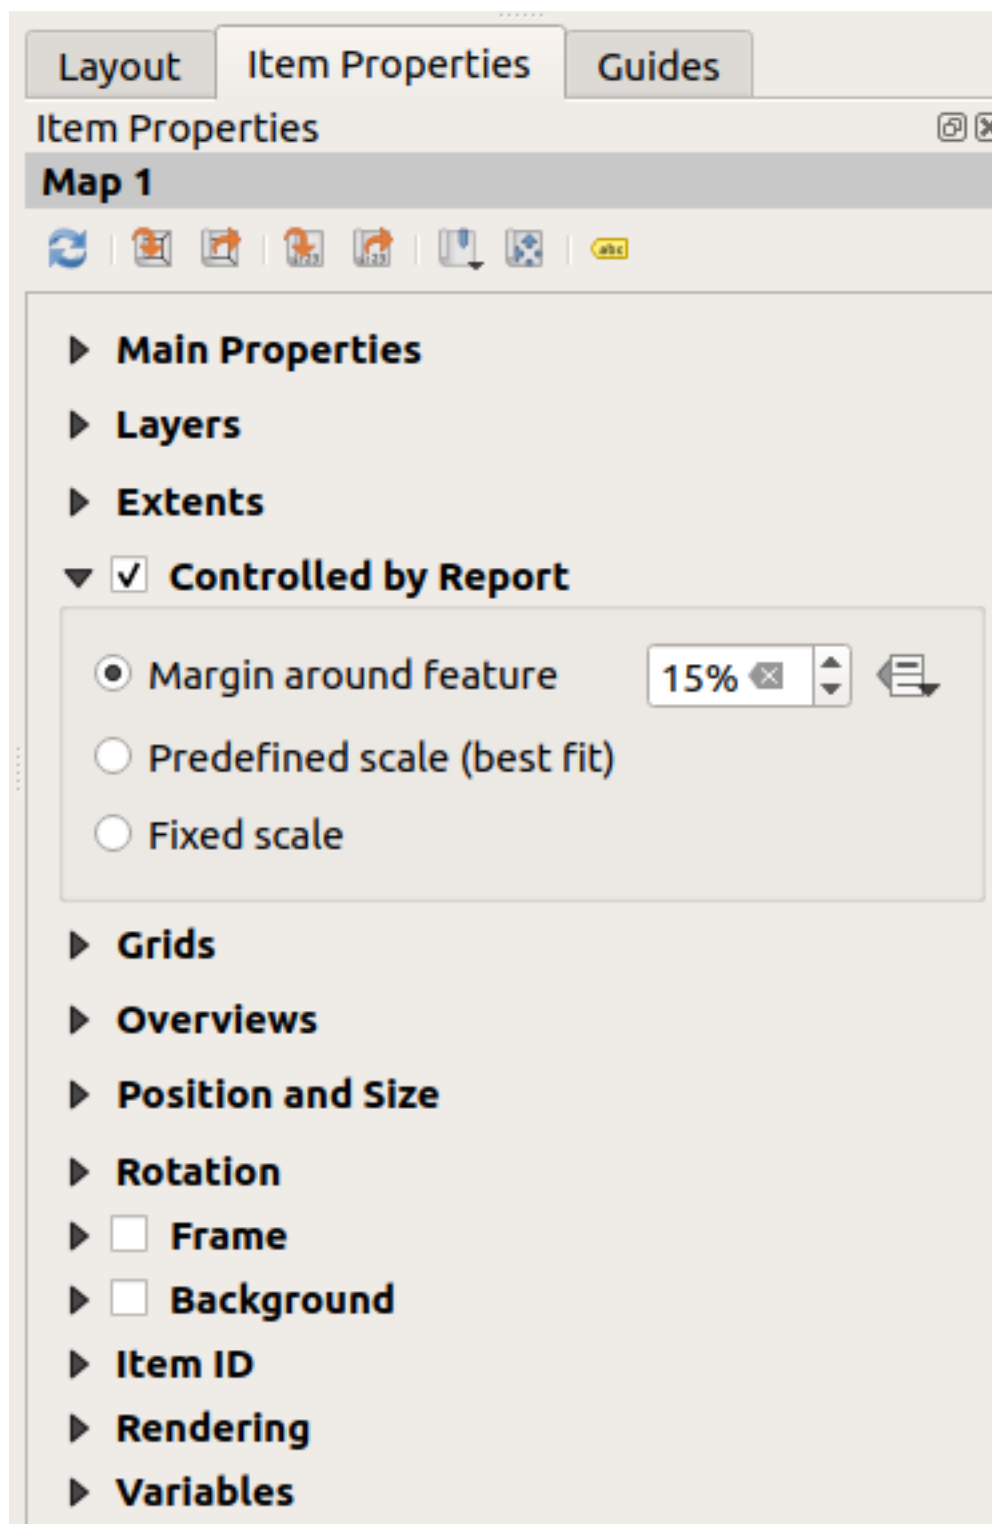 Layout Item Properties Guides
Item Properties
Map 1
abc
Main Properties
Layers
Extents
Controlled by Report
Margin around feature 15%
Predefined scale (best fit)
Fixed scale
Grids
Overviews
Position and Size
Rotation
Frame
Background
Item ID
Rendering
Variables